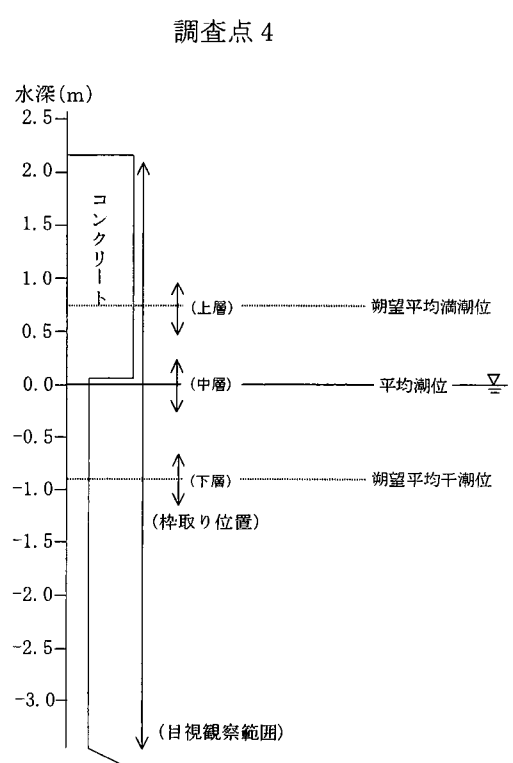 調査点4
水深(m)
2.5
2.0
コンクリート
1.5
1.0
(上層)
朔望平均満潮位
0.5
0.0
(中層)
平均潮位
-0.5
(下層)
朔望平均干潮位
-1.0
(枠取り位置)
-1.5
-2.0
-2.5
-3.0
(目視観察範囲)